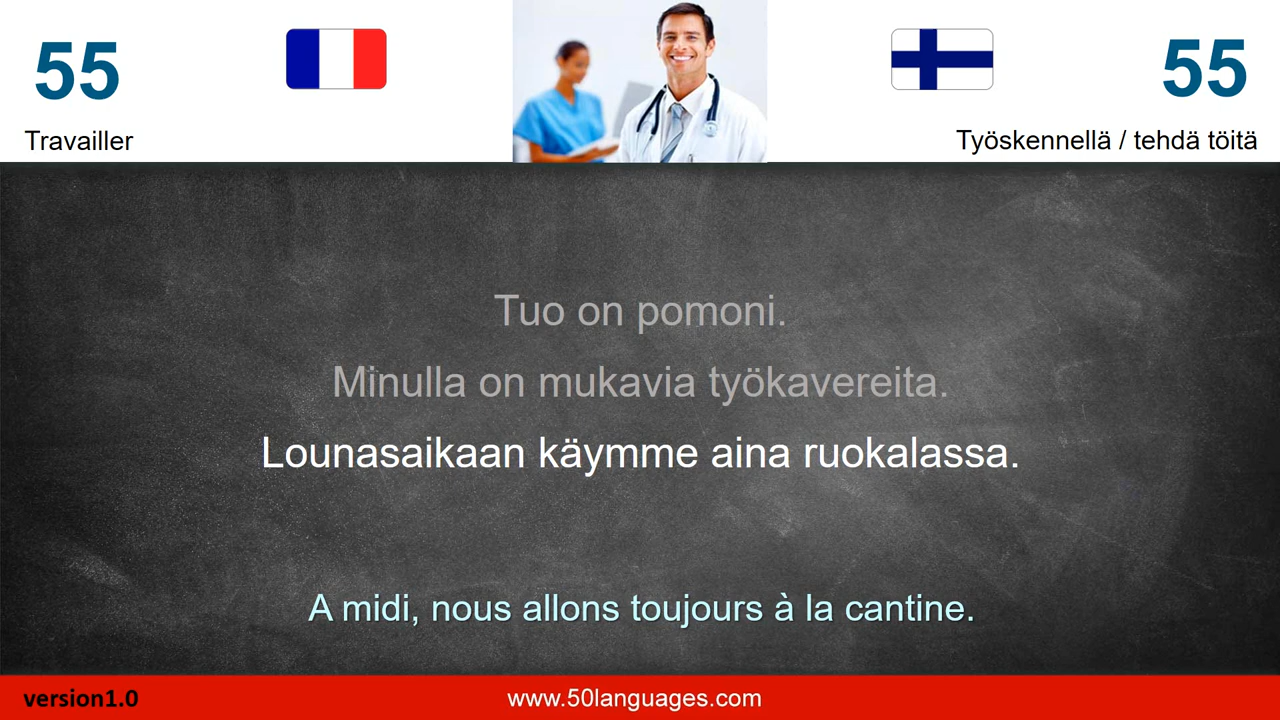 55
55
Travailler
Työskennellä / tehdä töitä
Tuo on pomoni.
Minulla on mukavia työkavereita.
Lounasaikaan käymme aina ruokalassa.
A midi, nous allons toujours à la cantine.
version1.0
www.50languages.com